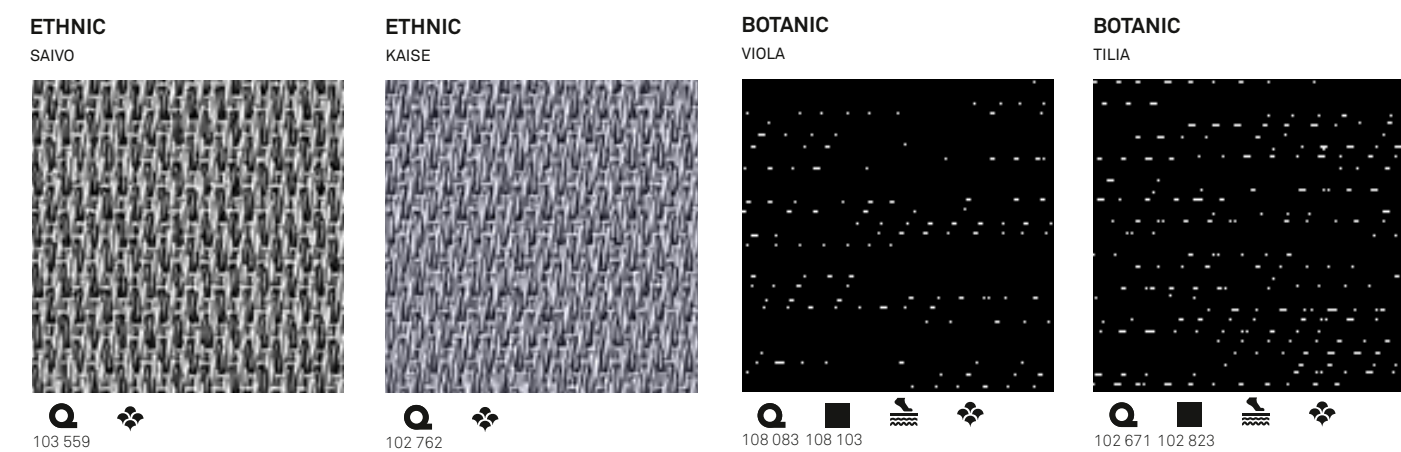 ETHNIC
SAIVO
103 559
ETHNIC
KAISE
102 762
BOTANIC
VIOLA
108 083 108 103
BOTANIC
TILIA
102 671 102 823